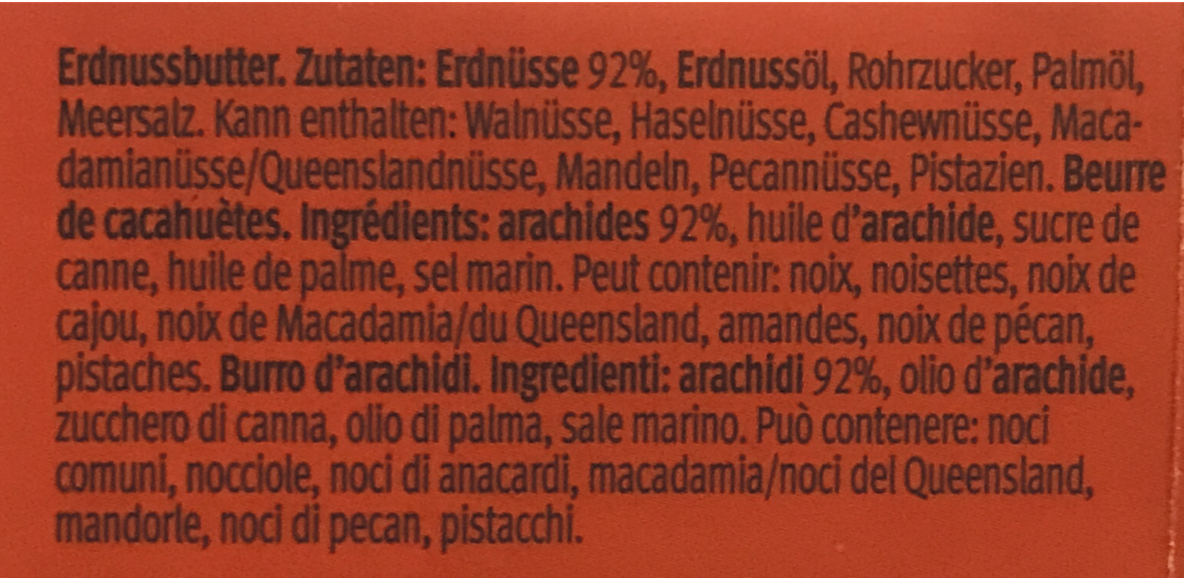 Erdnussbutter. Zutaten: Erdnüsse 92%, Erdnussöl, Rohrzucker, Palmöl,
Meersalz. Kann enthalten: Walnüsse, Haselnüsse, Cashewnüsse, Maca-
damianüsse/Queenslandnüsse, Mandeln, Pecannüsse, Pistazien. Beurre
de cacahuètes. Ingrédients: arachides 92%, huile d'arachide, sucre de
canne, huile de palme, sel marin. Peut contenir: noix, noisettes, noix de
cajou, noix de Macadamia/du Queensland, amandes, noix de pécan,
pistaches. Burro d'arachidi. Ingredienti: arachidi 92%, olio d'arachide,
zucchero di canna, olio di palma, sale marino. Può contenere: noci
comuni, nocciole, noci di anacardi, macadamia/noci del Queensland,
mandorle, noci di pecan, pistacchi.